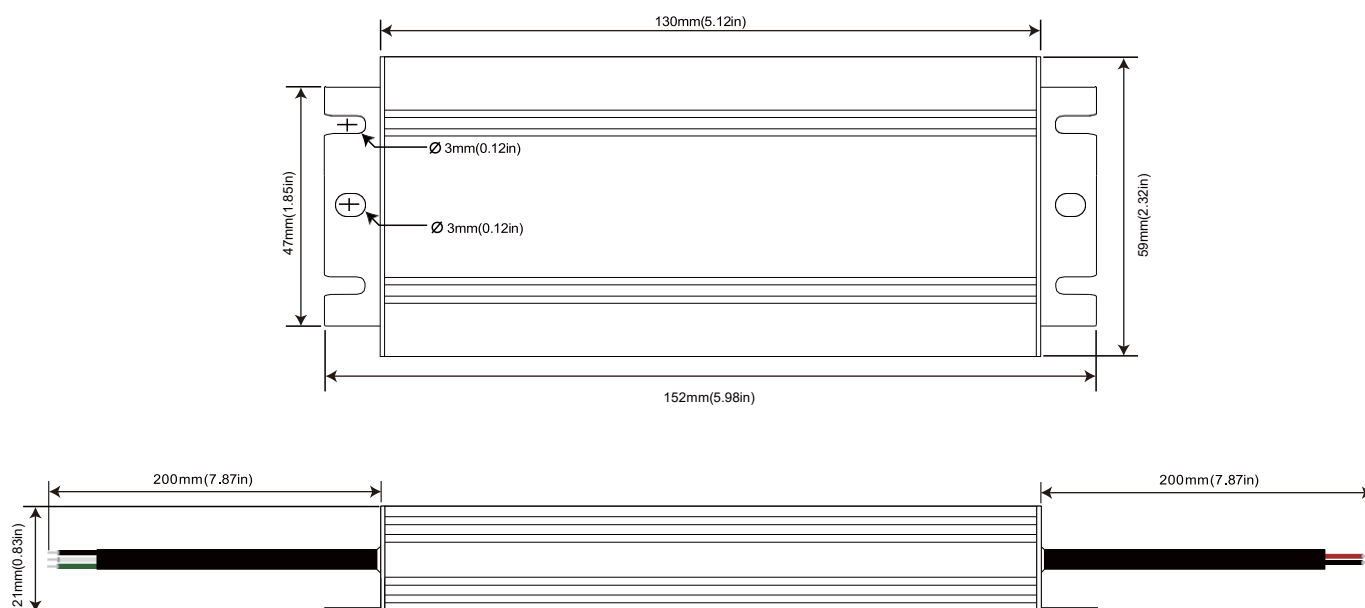 130mm(5.12in)
Ø 3mm(0.12in)
47mm(1.85in)
59mm(2.32in)
Ø 3mm(0.12in)
152mm(5.98in)
200mm(7.87in)
200mm(7.87in)
21mm(0.83in)